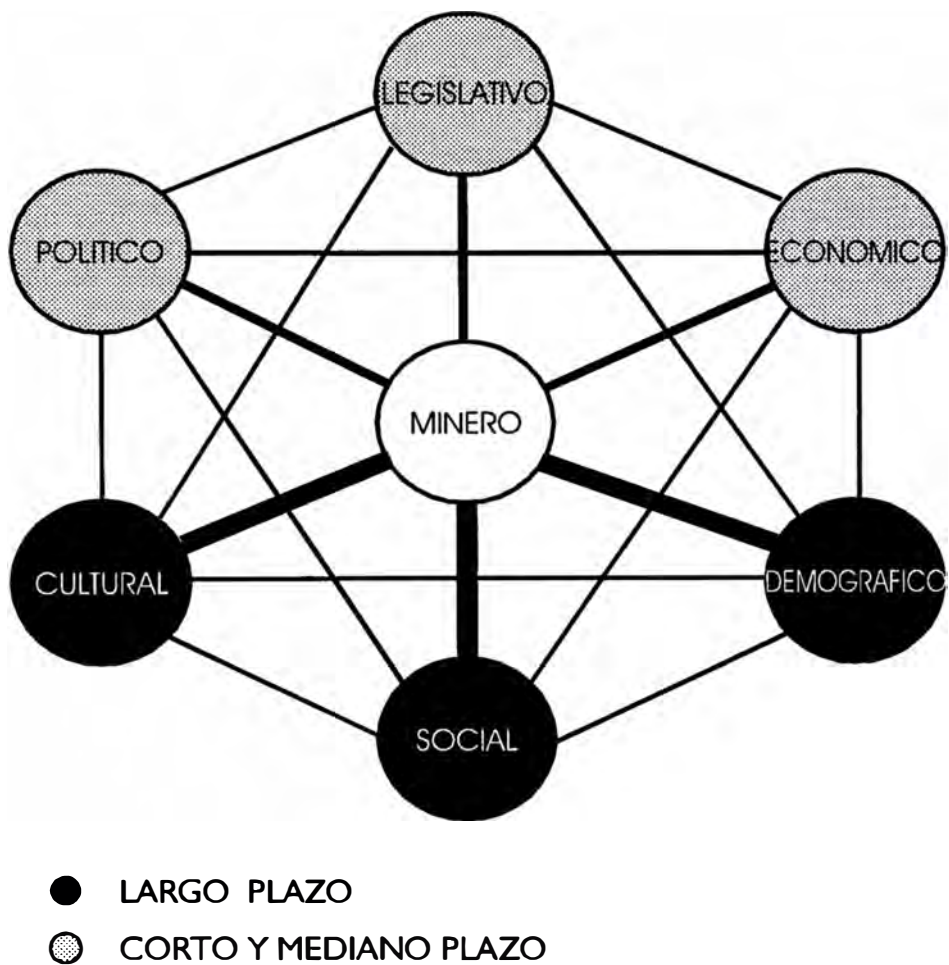 LEGISLATIVO
POLITICO
ECONOMICO
MINERO
CULTURAL
DEMOGRAFICO
SOCIAL
LARGO PLAZO
CORTO Y MEDIANO PLAZO